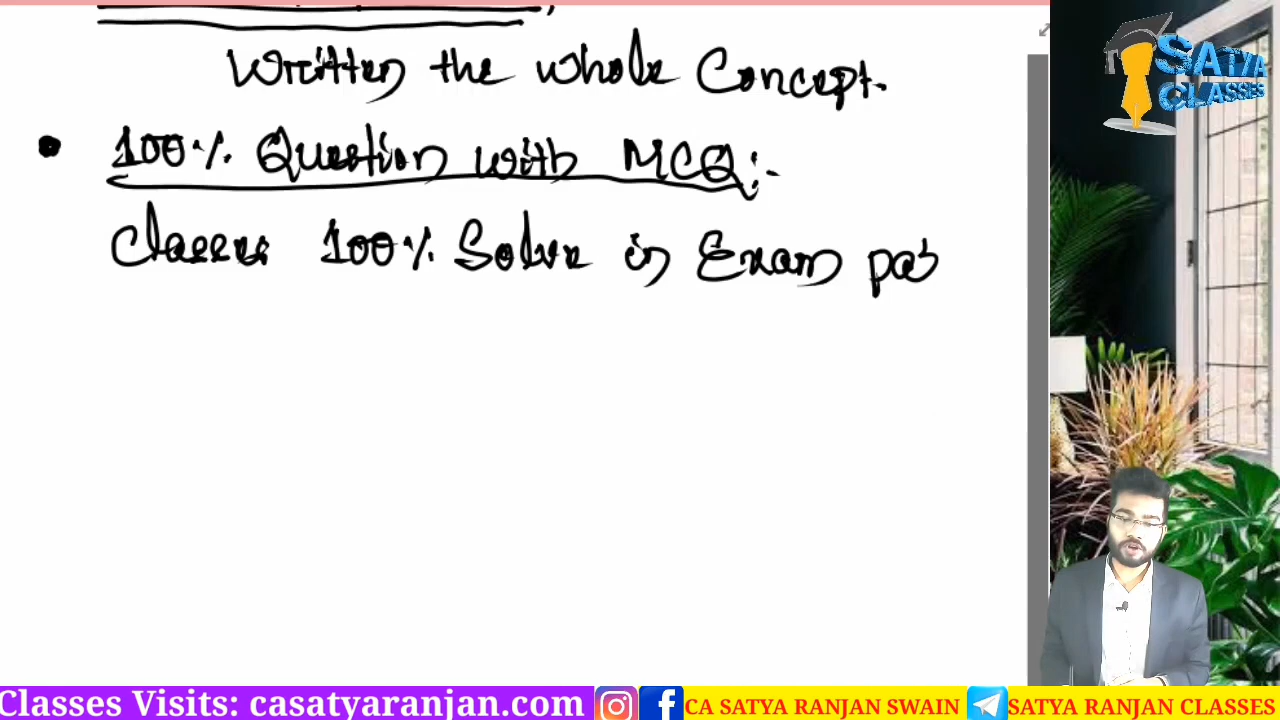 Written the whole Concept.
• 100% Question with MCQ:-
Classes 100% Solve in Exam pa
SATYA
CLASSES
Classes Visits: casatyaranjan.com
CA SATYA RANJAN SWAIN
SATYA RANJAN CLASSES